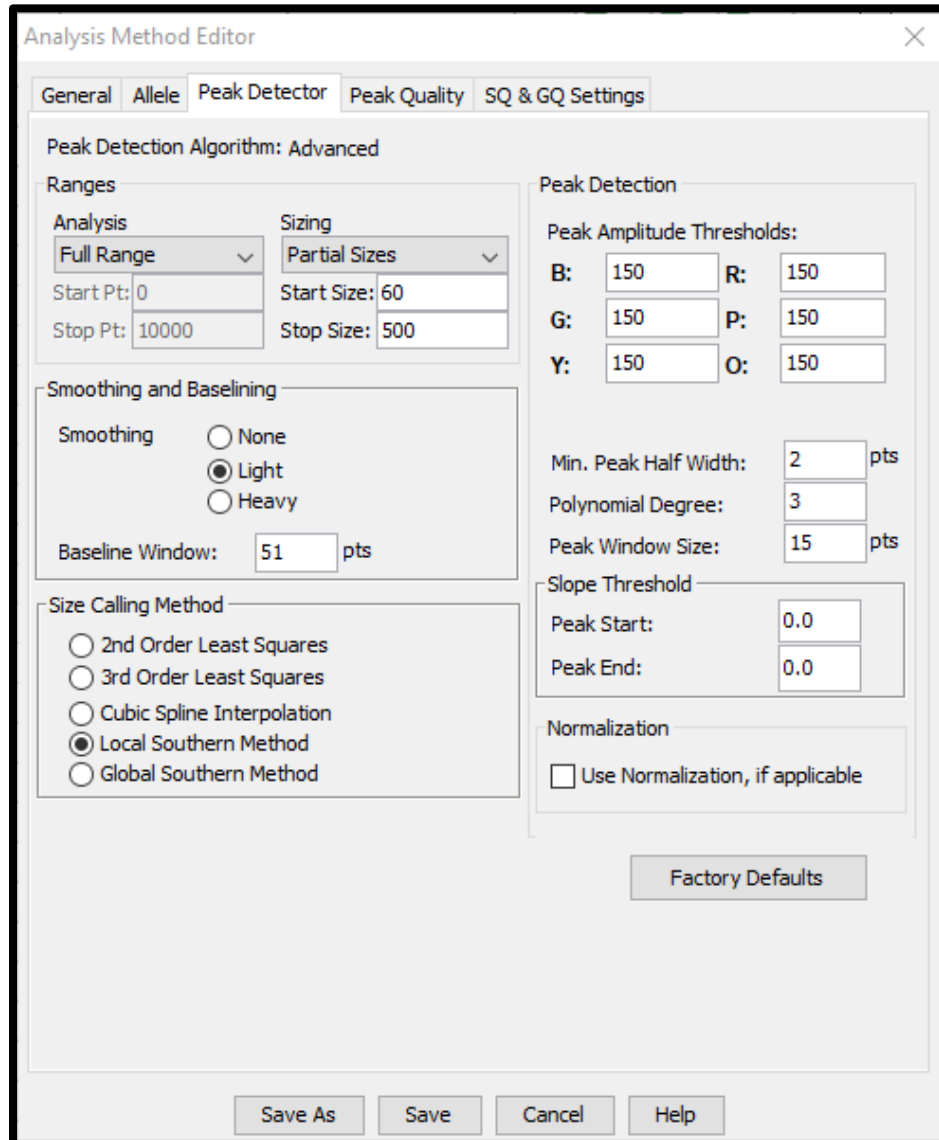 Analysis Method Editor
General Allele Peak Detector Peak Quality SQ & GQ Settings
Peak Detection Algorithm: Advanced
Ranges
Analysis Sizing
Full Range Partial Sizes
Start Pt: 0 Start Size: 60
Stop Pt: 10000 Stop Size: 500
Smoothing and Baselining
Smoothing None
Light
Heavy
Baseline Window: 51 pts
Size Calling Method
2nd Order Least Squares
3rd Order Least Squares
Cubic Spline Interpolation
Local Southern Method
Global Southern Method
Peak Detection
Peak Amplitude Thresholds:
B: 150 R: 150
G: 150 P: 150
Y: 150 O: 150
Min. Peak Half Width: 2 pts
Polynomial Degree: 3
Peak Window Size: 15 pts
Slope Threshold
Peak Start: 0.0
Peak End: 0.0
Normalization
Use Normalization, if applicable
Factory Defaults
Save As Save Cancel Help